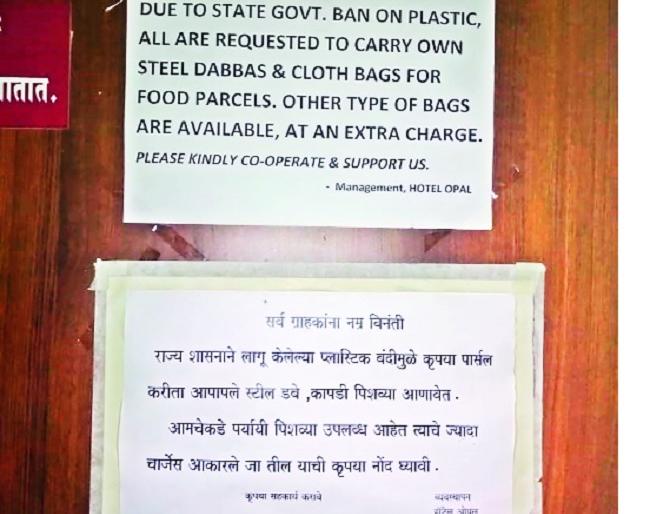 तात.
DUE TO STATE GOVT. BAN ON PLASTIC,
ALL ARE REQUESTED TO CARRY OWN
STEEL DABBAS & CLOTH BAGS FOR
FOOD PARCELS. OTHER TYPE OF BAGS
ARE AVAILABLE, AT AN EXTRA CHARGE.
PLEASE KINDLY CO-OPERATE & SUPPORT US.
- Management, HOTEL OPAL
सर्व ग्राहकांना नम्र विनंती
राज्य शासनाने लागू केलेल्या प्लास्टिक बंदीमुळे कृपया पार्सल
करीता आपापले स्टील डबे ,कापडी पिशव्या आणावेत .
आमचेकडे पर्यायी पिशव्या उपलब्ध आहेत त्याचे ज्यादा
चार्जेस आकारले जा तील याची कृपया नोंद घ्यावी .
कृपया सहकार्य करावे
व्यवस्थापन
हॉटेल ओपल